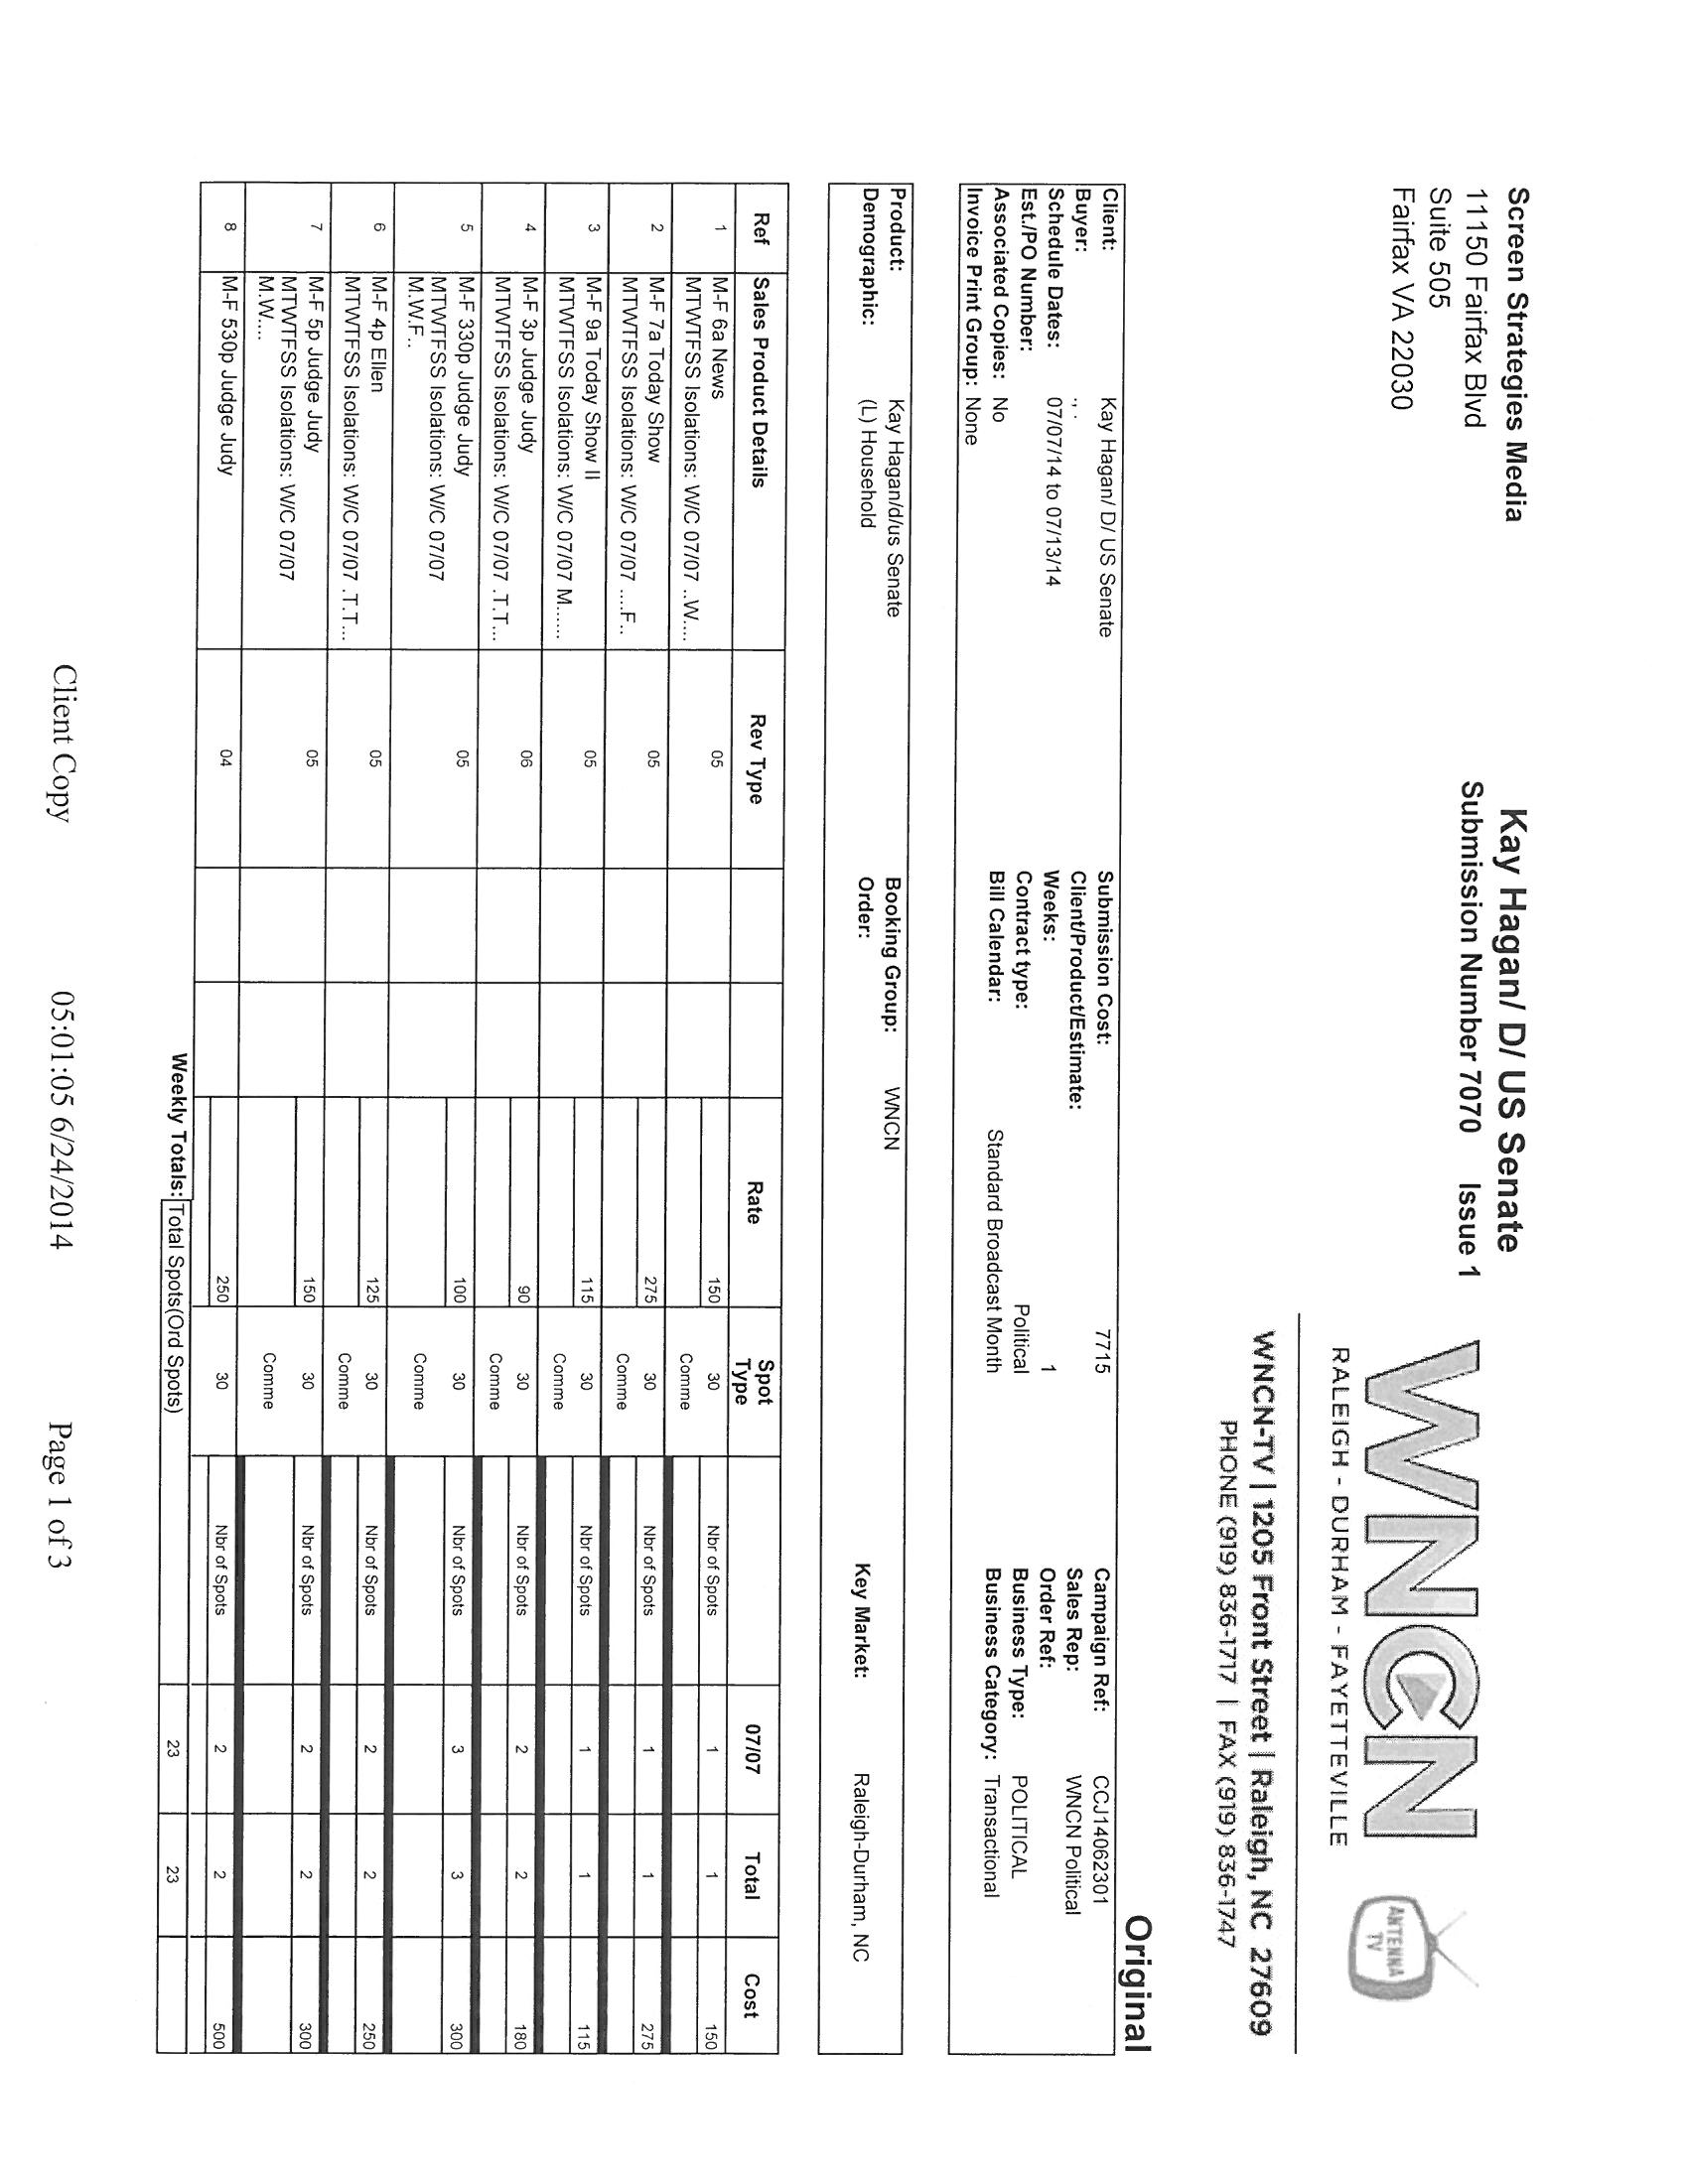 Screen Strategies Media
11150 Fairfax Blvd
Suite 505
Fairfax VA 22030
Kay Hagan/ D/ US Senate
Submission Number 7070 Issue 1
WNCN
RALEIGH - DURHAM - FAYETTEVILLE
ANTENNA
TV
WNCN-TV | 1205 Front Street | Raleigh, NC 27609
PHONE (919) 836-1717 | FAX (919) 836-1747
Original
Client: Kay Hagan/ D/ US Senate Submission Cost: 7715 Campaign Ref: CCJ14062301
Buyer: ., . Client/Product/Estimate: Sales Rep: WNCN Political
Schedule Dates: 07/07/14 to 07/13/14 Weeks: 1 Order Ref:
Est./PO Number: Contract type: Political Business Type: POLITICAL
Associated Copies: No Bill Calendar: Standard Broadcast Month Business Category: Transactional
Invoice Print Group: None
Product: Kay Hagan/d/us Senate Booking Group: WNCN
Demographic: (L) Household Order: Key Market: Raleigh-Durham, NC
Ref Sales Product Details Rev Type Rate Spot Type 07/07 Total Cost
1 M-F 6a News 05 150 30 Nbr of Spots 1 1 150
MTWTFSS Isolations: W/C 07/07 ..W.... Comme
2 M-F 7a Today Show 05 275 30 Nbr of Spots 1 1 275
MTWTFSS Isolations: W/C 07/07 ....F.. Comme
3 M-F 9a Today Show II 05 115 30 Nbr of Spots 1 1 115
MTWTFSS Isolations: W/C 07/07 M...... Comme
4 M-F 3p Judge Judy 06 90 30 Nbr of Spots 2 2 180
MTWTFSS Isolations: W/C 07/07 .T.T... Comme
5 M-F 330p Judge Judy 05 100 30 Nbr of Spots 3 3 300
MTWTFSS Isolations: W/C 07/07
M.W.F.. Comme
6 M-F 4p Ellen 05 125 30 Nbr of Spots 2 2 250
MTWTFSS Isolations: W/C 07/07 .T.T... Comme
7 M-F 5p Judge Judy 05 150 30 Nbr of Spots 2 2 300
MTWTFSS Isolations: W/C 07/07
M.W.... Comme
8 M-F 530p Judge Judy 04 250 30 Nbr of Spots 2 2 500
Weekly Totals: Total Spots(Ord Spots) 23 23
Client Copy 05:01:05 6/24/2014 Page 1 of 3